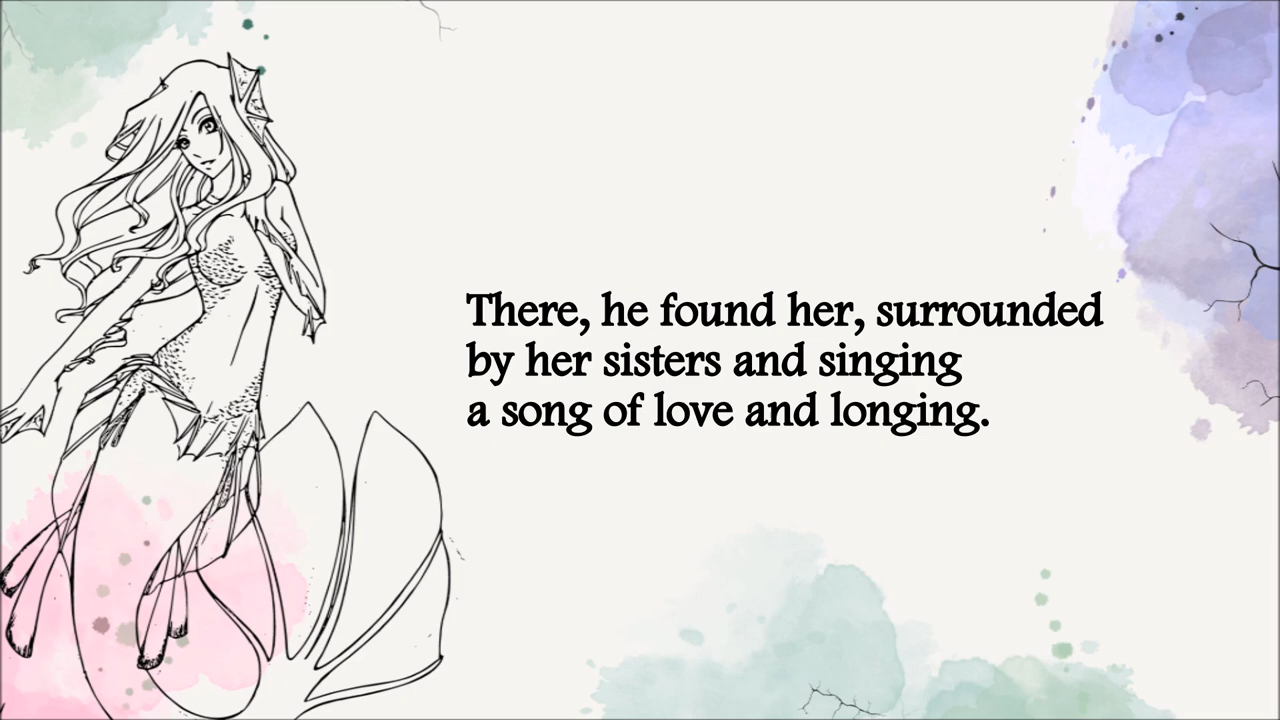 There, he found her, surrounded
by her sisters and singing
a song of love and longing.